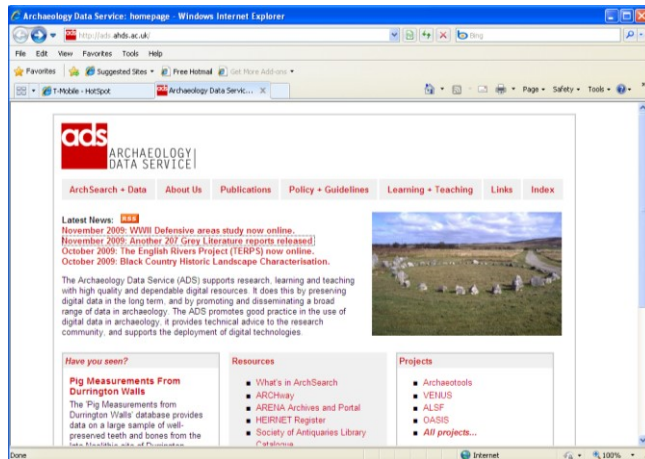 Archaeology Data Service: homepage - Windows Internet Explorer
http://ads.ahds.ac.uk/
Bing
File Edit View Favorites Tools Help
Favorites Suggested Sites Free Hotmail Get More Add-ons
T-Mobile - HotSpot Archaeology Data Servic... X Page Safety Tools
ads
ARCHAEOLOGY
DATA SERVICE
ArchSearch + Data About Us Publications Policy + Guidelines Learning + Teaching Links Index
Latest News: RSS
November 2009: WWII Defensive areas study now online.
November 2009: Another 207 Grey Literature reports released
October 2009: The English Rivers Project (TERPS) now online.
October 2009: Black Country Historic Landscape Characterisation.
The Archaeology Data Service (ADS) supports research, learning and teaching
with high quality and dependable digital resources. It does this by preserving
digital data in the long term, and by promoting and disseminating a broad
range of data in archaeology. The ADS promotes good practice in the use of
digital data in archaeology, it provides technical advice to the research
community, and supports the deployment of digital technologies.
Have you seen?
Pig Measurements From
Durrington Walls
The 'Pig Measurements from
Durrington Walls' database provides
data on a large sample of well-
preserved teeth and bones from the
late Neolithic site of Durrington
Resources
What's in ArchSearch
ARCHway
ARENA Archives and Portal
HEIRNET Register
Society of Antiquaries Library
Catalogue
Projects
Archaeotools
VENUS
ALSF
OASIS
All projects...
Done Internet 100%